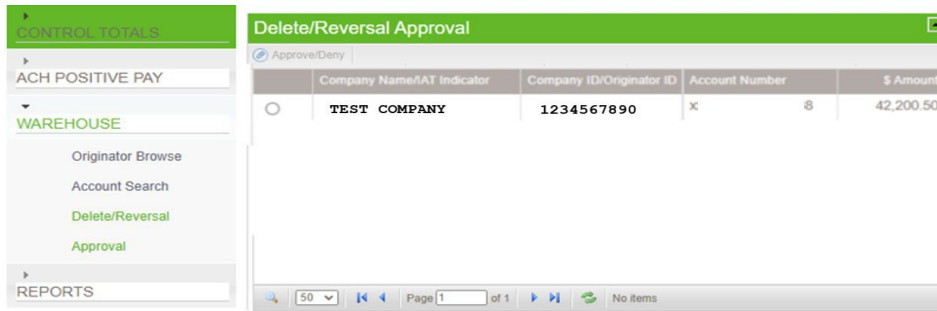 CONTROL TOTALS
ACH POSITIVE PAY
WAREHOUSE
Originator Browse
Account Search
Delete/Reversal
Approval
REPORTS
Delete/Reversal Approval
Approve/Deny
Company Name/IAT Indicator Company ID/Originator ID Account Number $ Amount
TEST COMPANY 1234567890 x 8 42,200.50
50 Page 1 of 1 No items